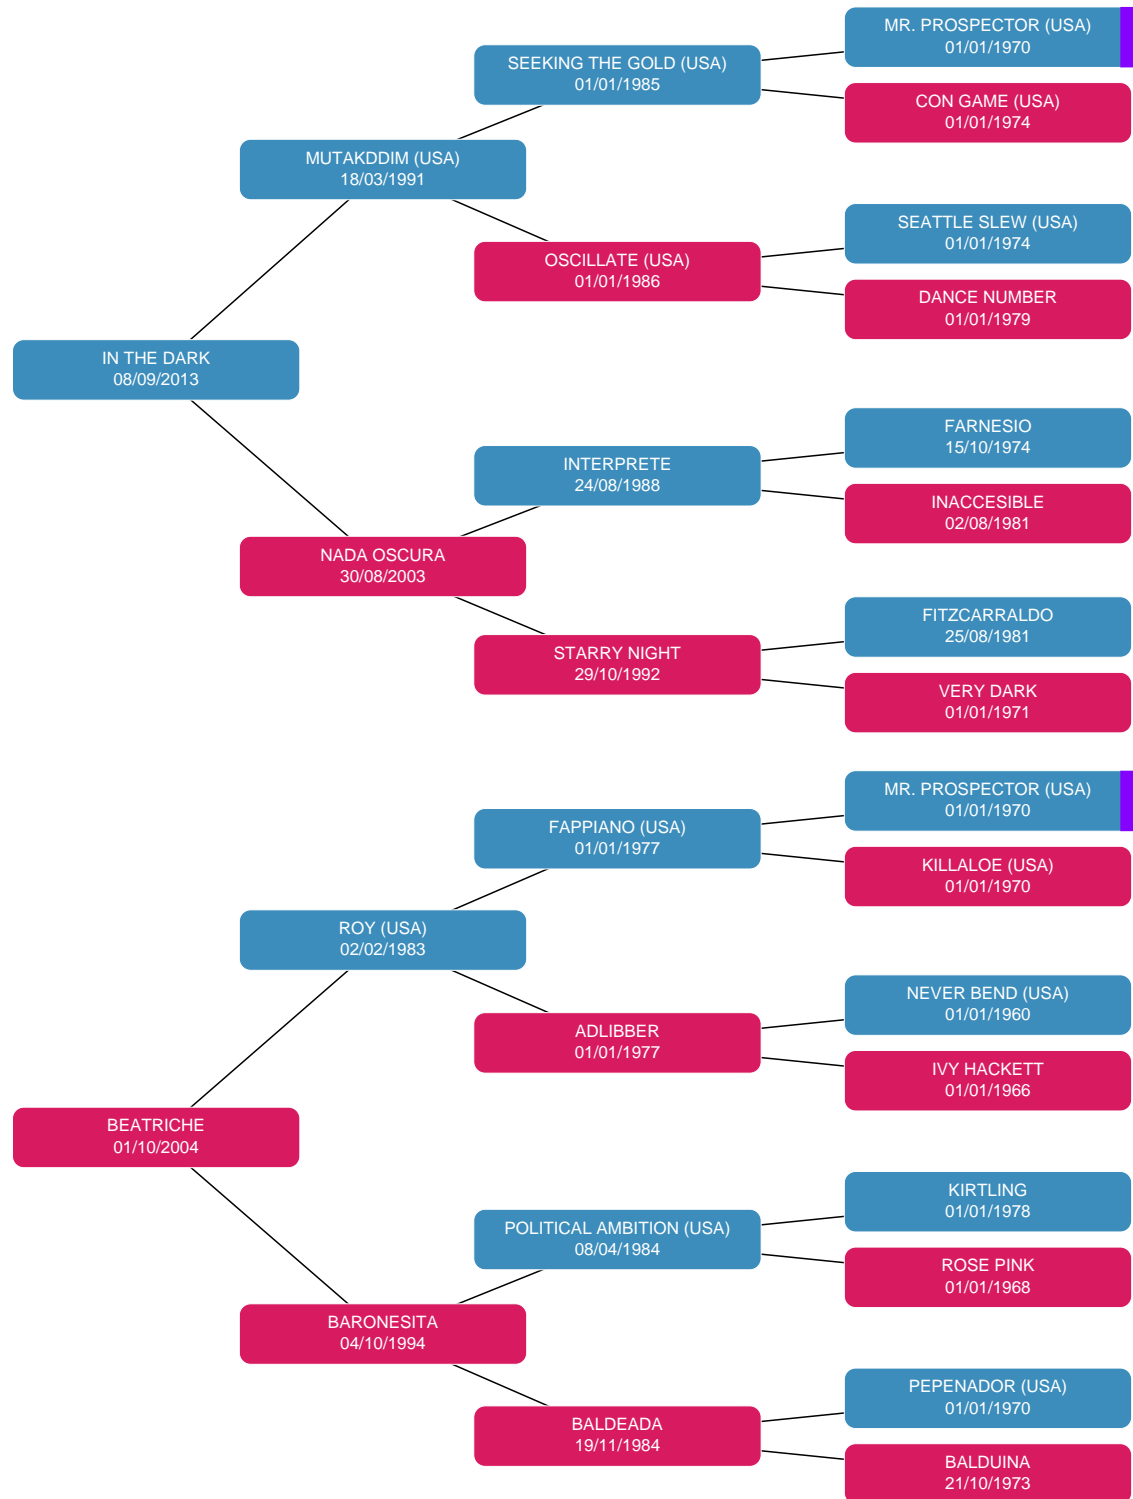 MR. PROSPECTOR (USA)
01/01/1970
SEEKING THE GOLD (USA)
01/01/1985
CON GAME (USA)
01/01/1974
MUTAKDDIM (USA)
18/03/1991
SEATTLE SLEW (USA)
01/01/1974
OSCILLATE (USA)
01/01/1986
DANCE NUMBER
01/01/1979
IN THE DARK
08/09/2013
FARNESIO
15/10/1974
INTERPRETE
24/08/1988
INACCESIBLE
02/08/1981
NADA OSCURA
30/08/2003
FITZCARRALDO
25/08/1981
STARRY NIGHT
29/10/1992
VERY DARK
01/01/1971
MR. PROSPECTOR (USA)
01/01/1970
FAPPIANO (USA)
01/01/1977
KILLALOE (USA)
01/01/1970
ROY (USA)
02/02/1983
NEVER BEND (USA)
01/01/1960
ADLIBBER
01/01/1977
IVY HACKETT
01/01/1966
BEATRICHE
01/10/2004
KIRTLING
01/01/1978
POLITICAL AMBITION (USA)
08/04/1984
ROSE PINK
01/01/1968
BARONESITA
04/10/1994
PEPENADOR (USA)
01/01/1970
BALDEADA
19/11/1984
BALDUINA
21/10/1973